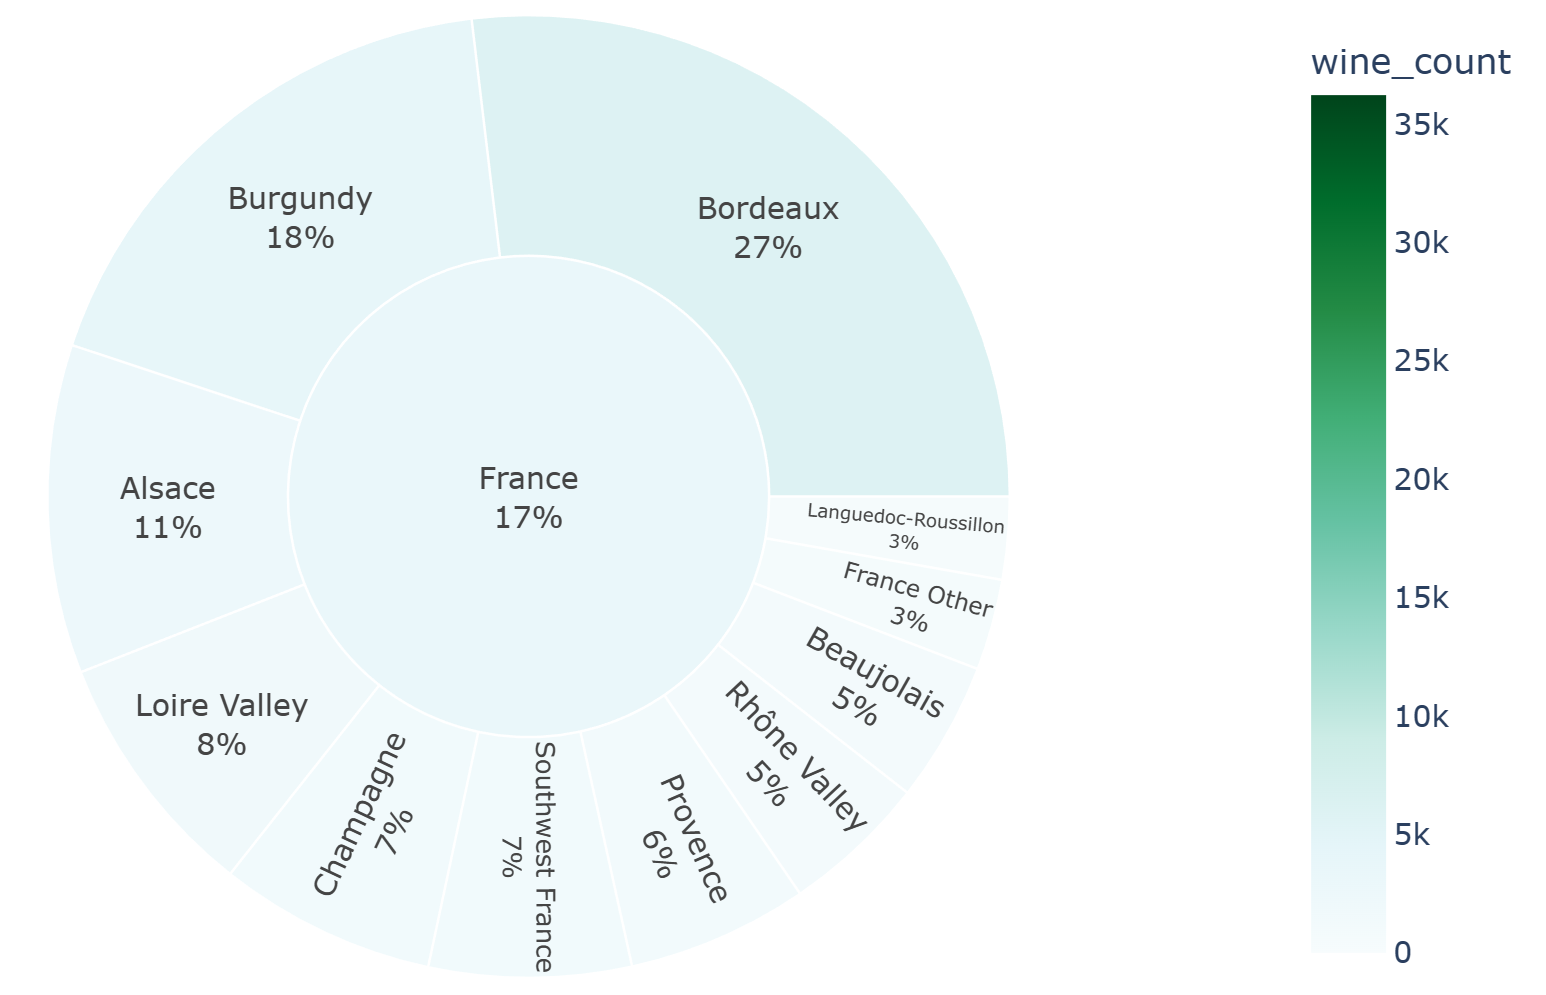 Bordeaux
27%
Burgundy
18%
Alsace
11%
Loire Valley
8%
Champagne
7%
Southwest France
7%
Provence
6%
Rhône Valley
5%
Beaujolais
5%
France Other
3%
Languedoc-Roussillon
3%
France
17%
wine_count
35k
30k
25k
20k
15k
10k
5k
0